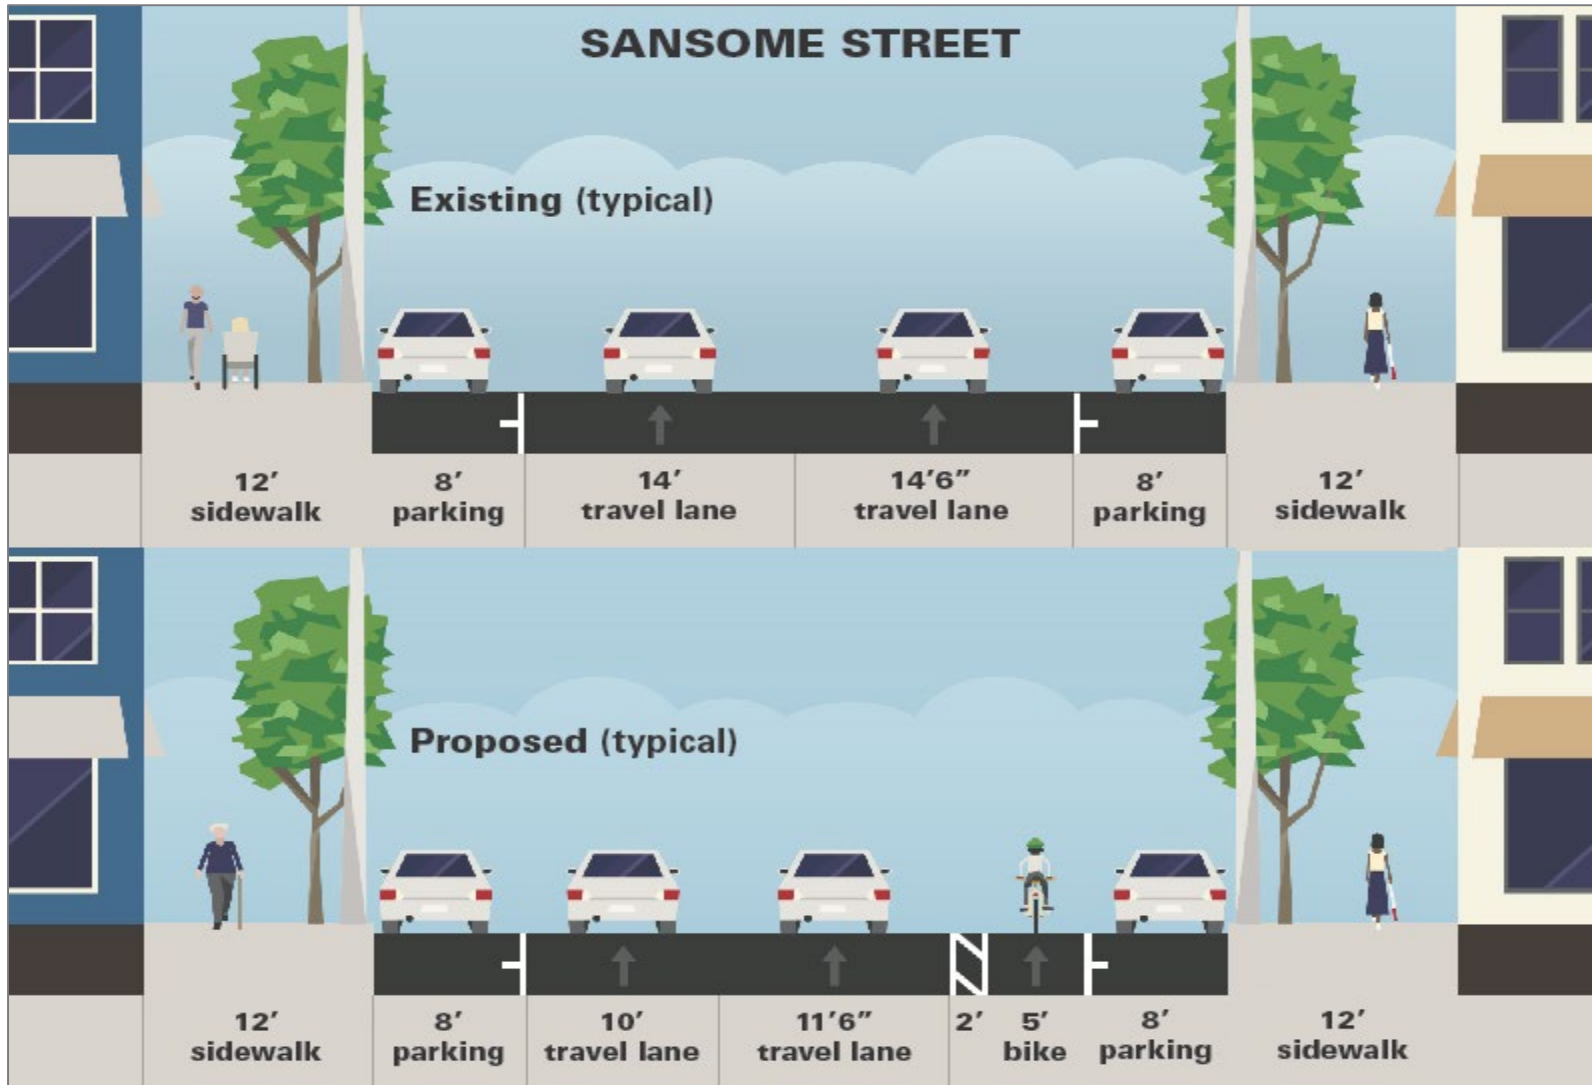 SANSOME STREET
Existing (typical)
12′ 8′ 14′ 14′6″ 8′ 12′
sidewalk parking travel lane travel lane parking sidewalk
Proposed (typical)
12′ 8′ 10′ 11′6″ 2′ 5′ 8′ 12′
sidewalk parking travel lane travel lane bike parking sidewalk